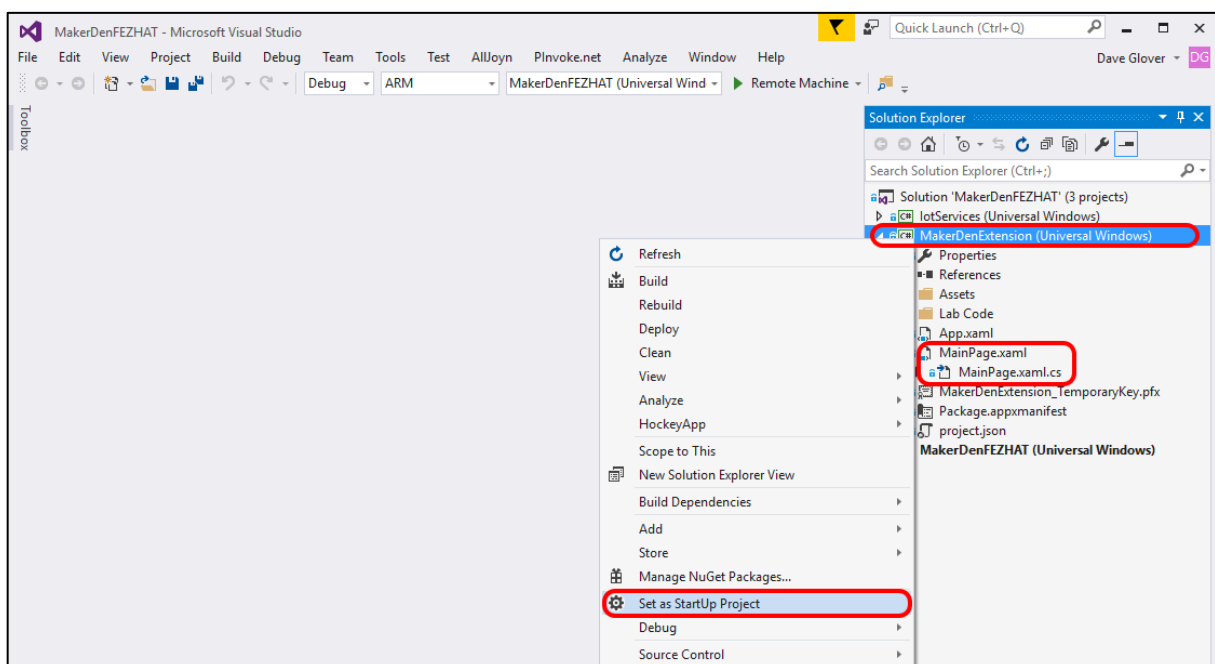 MakerDenFEZHAT - Microsoft Visual Studio
Quick Launch (Ctrl+Q)
File Edit View Project Build Debug Team Tools Test AllJoyn PInvoke.net Analyze Window Help
Dave Glover DG
Debug ARM MakerDenFEZHAT (Universal Wind Remote Machine
Toolbox
Solution Explorer
Search Solution Explorer (Ctrl+;)
Solution 'MakerDenFEZHAT' (3 projects)
C# IotServices (Universal Windows)
C# MakerDenExtension (Universal Windows)
Properties
References
Assets
Lab Code
App.xaml
MainPage.xaml
MainPage.xaml.cs
MakerDenExtension_TemporaryKey.pfx
Package.appxmanifest
project.json
MakerDenFEZHAT (Universal Windows)
Refresh
Build
Rebuild
Deploy
Clean
View
Analyze
HockeyApp
Scope to This
New Solution Explorer View
Build Dependencies
Add
Store
Manage NuGet Packages...
Set as StartUp Project
Debug
Source Control